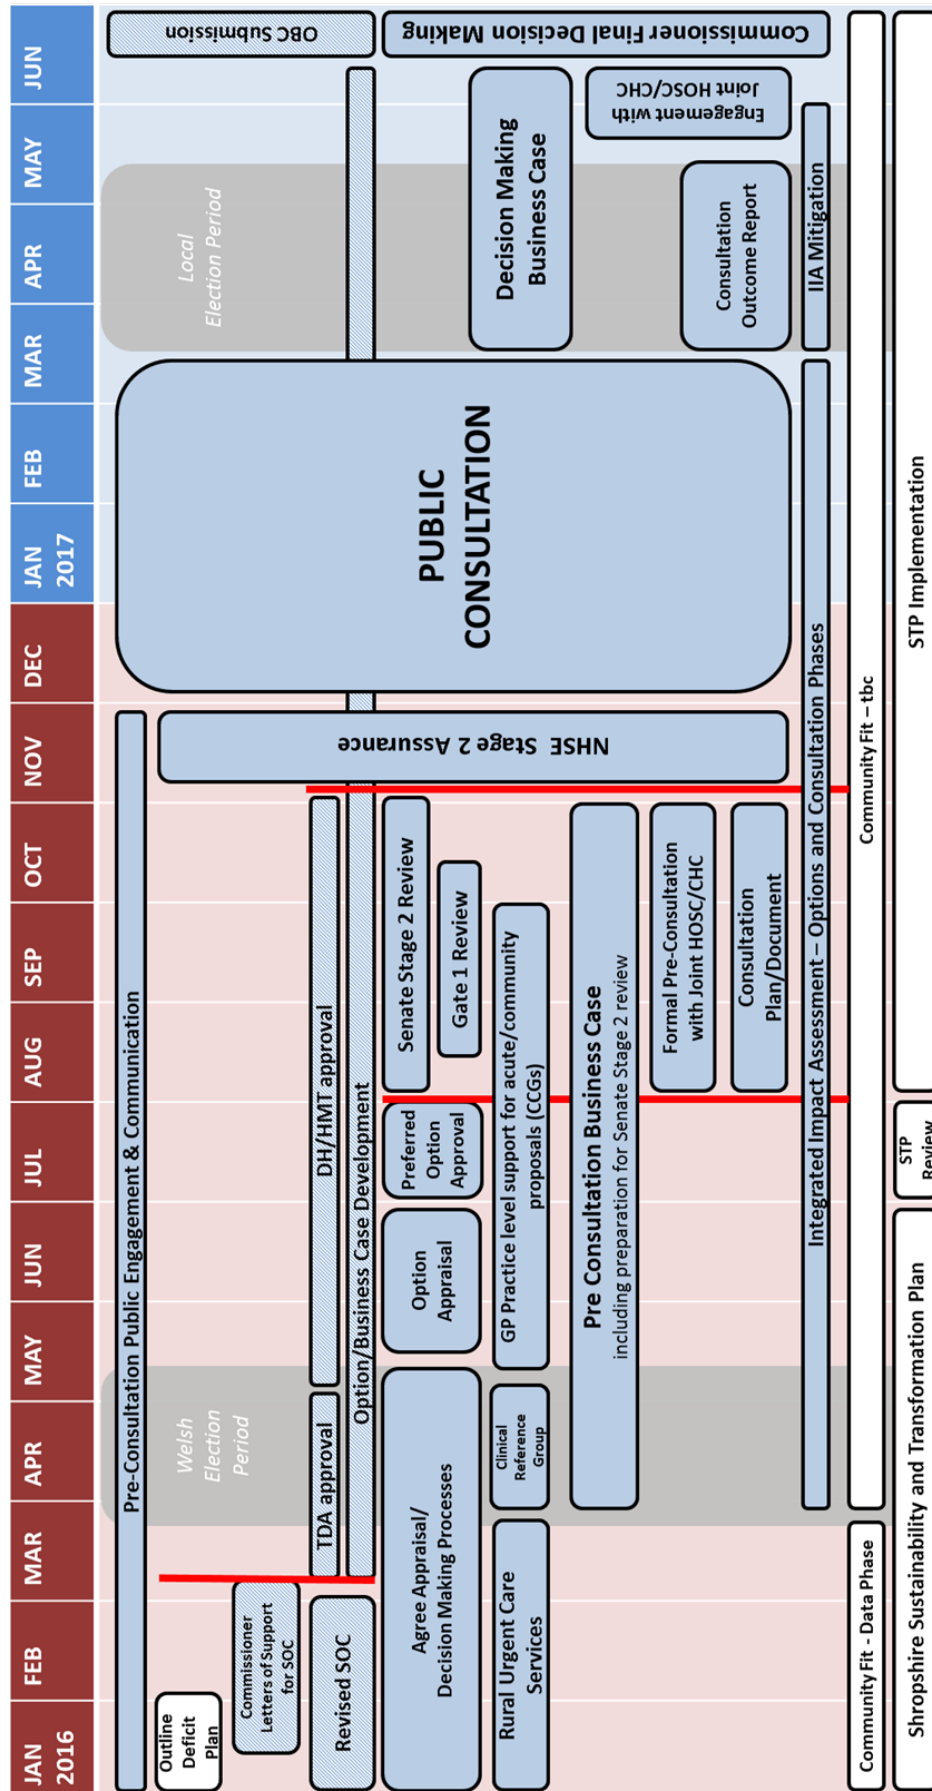 JAN
2016
FEB
MAR
APR
MAY
JUN
JUL
AUG
SEP
OCT
NOV
DEC
JAN
2017
FEB
MAR
APR
MAY
JUN
Pre-Consultation Public Engagement & Communication
Outline
Deficit
Plan
Commissioner
Letters of Support
for SOC
Revised SOC
Welsh
Election
Period
TDA approval
DH/HMT approval
Option/Business Case Development
Agree Appraisal/
Decision Making Processes
Option
Appraisal
Preferred
Option
Approval
Senate Stage 2 Review
Gate 1 Review
Rural Urgent Care
Services
Clinical
Reference
Group
GP Practice level support for acute/community
proposals (CCGs)
Pre Consultation Business Case
including preparation for Senate Stage 2 review
Formal Pre-Consultation
with Joint HOSC/CHC
Consultation
Plan/Document
NHSE Stage 2 Assurance
PUBLIC
CONSULTATION
Local
Election Period
Decision Making
Business Case
Consultation
Outcome Report
Engagement with
Joint HOSC/CHC
OBC Submission
Commissioner Final Decision Making
Integrated Impact Assessment – Options and Consultation Phases
IIA Mitigation
Community Fit - Data Phase
Community Fit – tbc
Shropshire Sustainability and Transformation Plan
STP
Review
STP Implementation